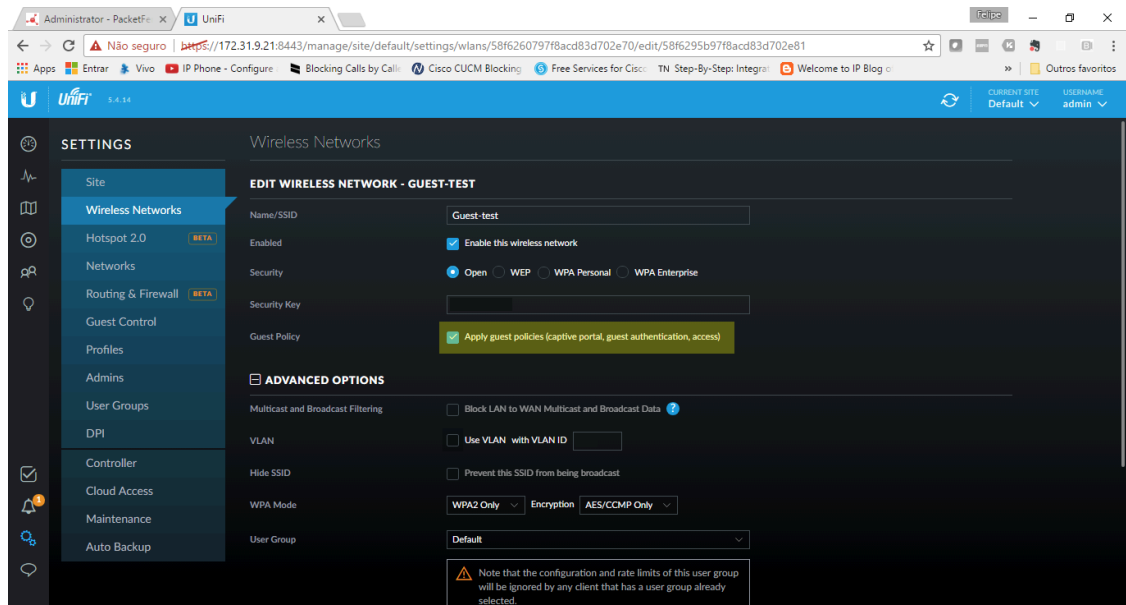 Administrator - PacketFe
UniFi
Felipe
Não seguro https://172.31.9.21:8443/manage/site/default/settings/wlans/58f6260797f8acd83d702e70/edit/58f6295b97f8acd83d702e81
Apps Entrar Vivo IP Phone - Configure Blocking Calls by Calle Cisco CUCM Blocking Free Services for Cisco TN Step-By-Step: Integrat Welcome to IP Blog o » Outros favoritos
UniFi 5.4.14
CURRENT SITE
Default
USERNAME
admin
SETTINGS
Site
Wireless Networks
Hotspot 2.0 BETA
Networks
Routing & Firewall BETA
Guest Control
Profiles
Admins
User Groups
DPI
Controller
Cloud Access
Maintenance
Auto Backup
1
Wireless Networks
EDIT WIRELESS NETWORK - GUEST-TEST
Name/SSID Guest-test
Enabled Enable this wireless network
Security Open WEP WPA Personal WPA Enterprise
Security Key
Guest Policy Apply guest policies (captive portal, guest authentication, access)
ADVANCED OPTIONS
Multicast and Broadcast Filtering Block LAN to WAN Multicast and Broadcast Data ?
VLAN Use VLAN with VLAN ID
Hide SSID Prevent this SSID from being broadcast
WPA Mode WPA2 Only Encryption AES/CCMP Only
User Group Default
Note that the configuration and rate limits of this user group
will be ignored by any client that has a user group already
selected.